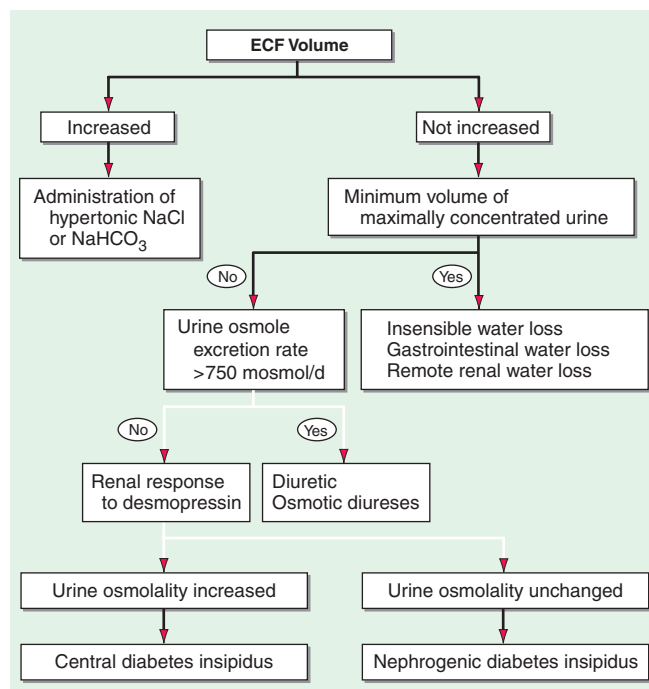 ECF Volume
Increased
Not increased
Administration of
hypertonic NaCl
or NaHCO3
Minimum volume of
maximally concentrated urine
No
Yes
Urine osmole
excretion rate
>750 mosmol/d
Insensible water loss
Gastrointestinal water loss
Remote renal water loss
No
Yes
Renal response
to desmopressin
Diuretic
Osmotic diureses
Urine osmolality increased
Urine osmolality unchanged
Central diabetes insipidus
Nephrogenic diabetes insipidus